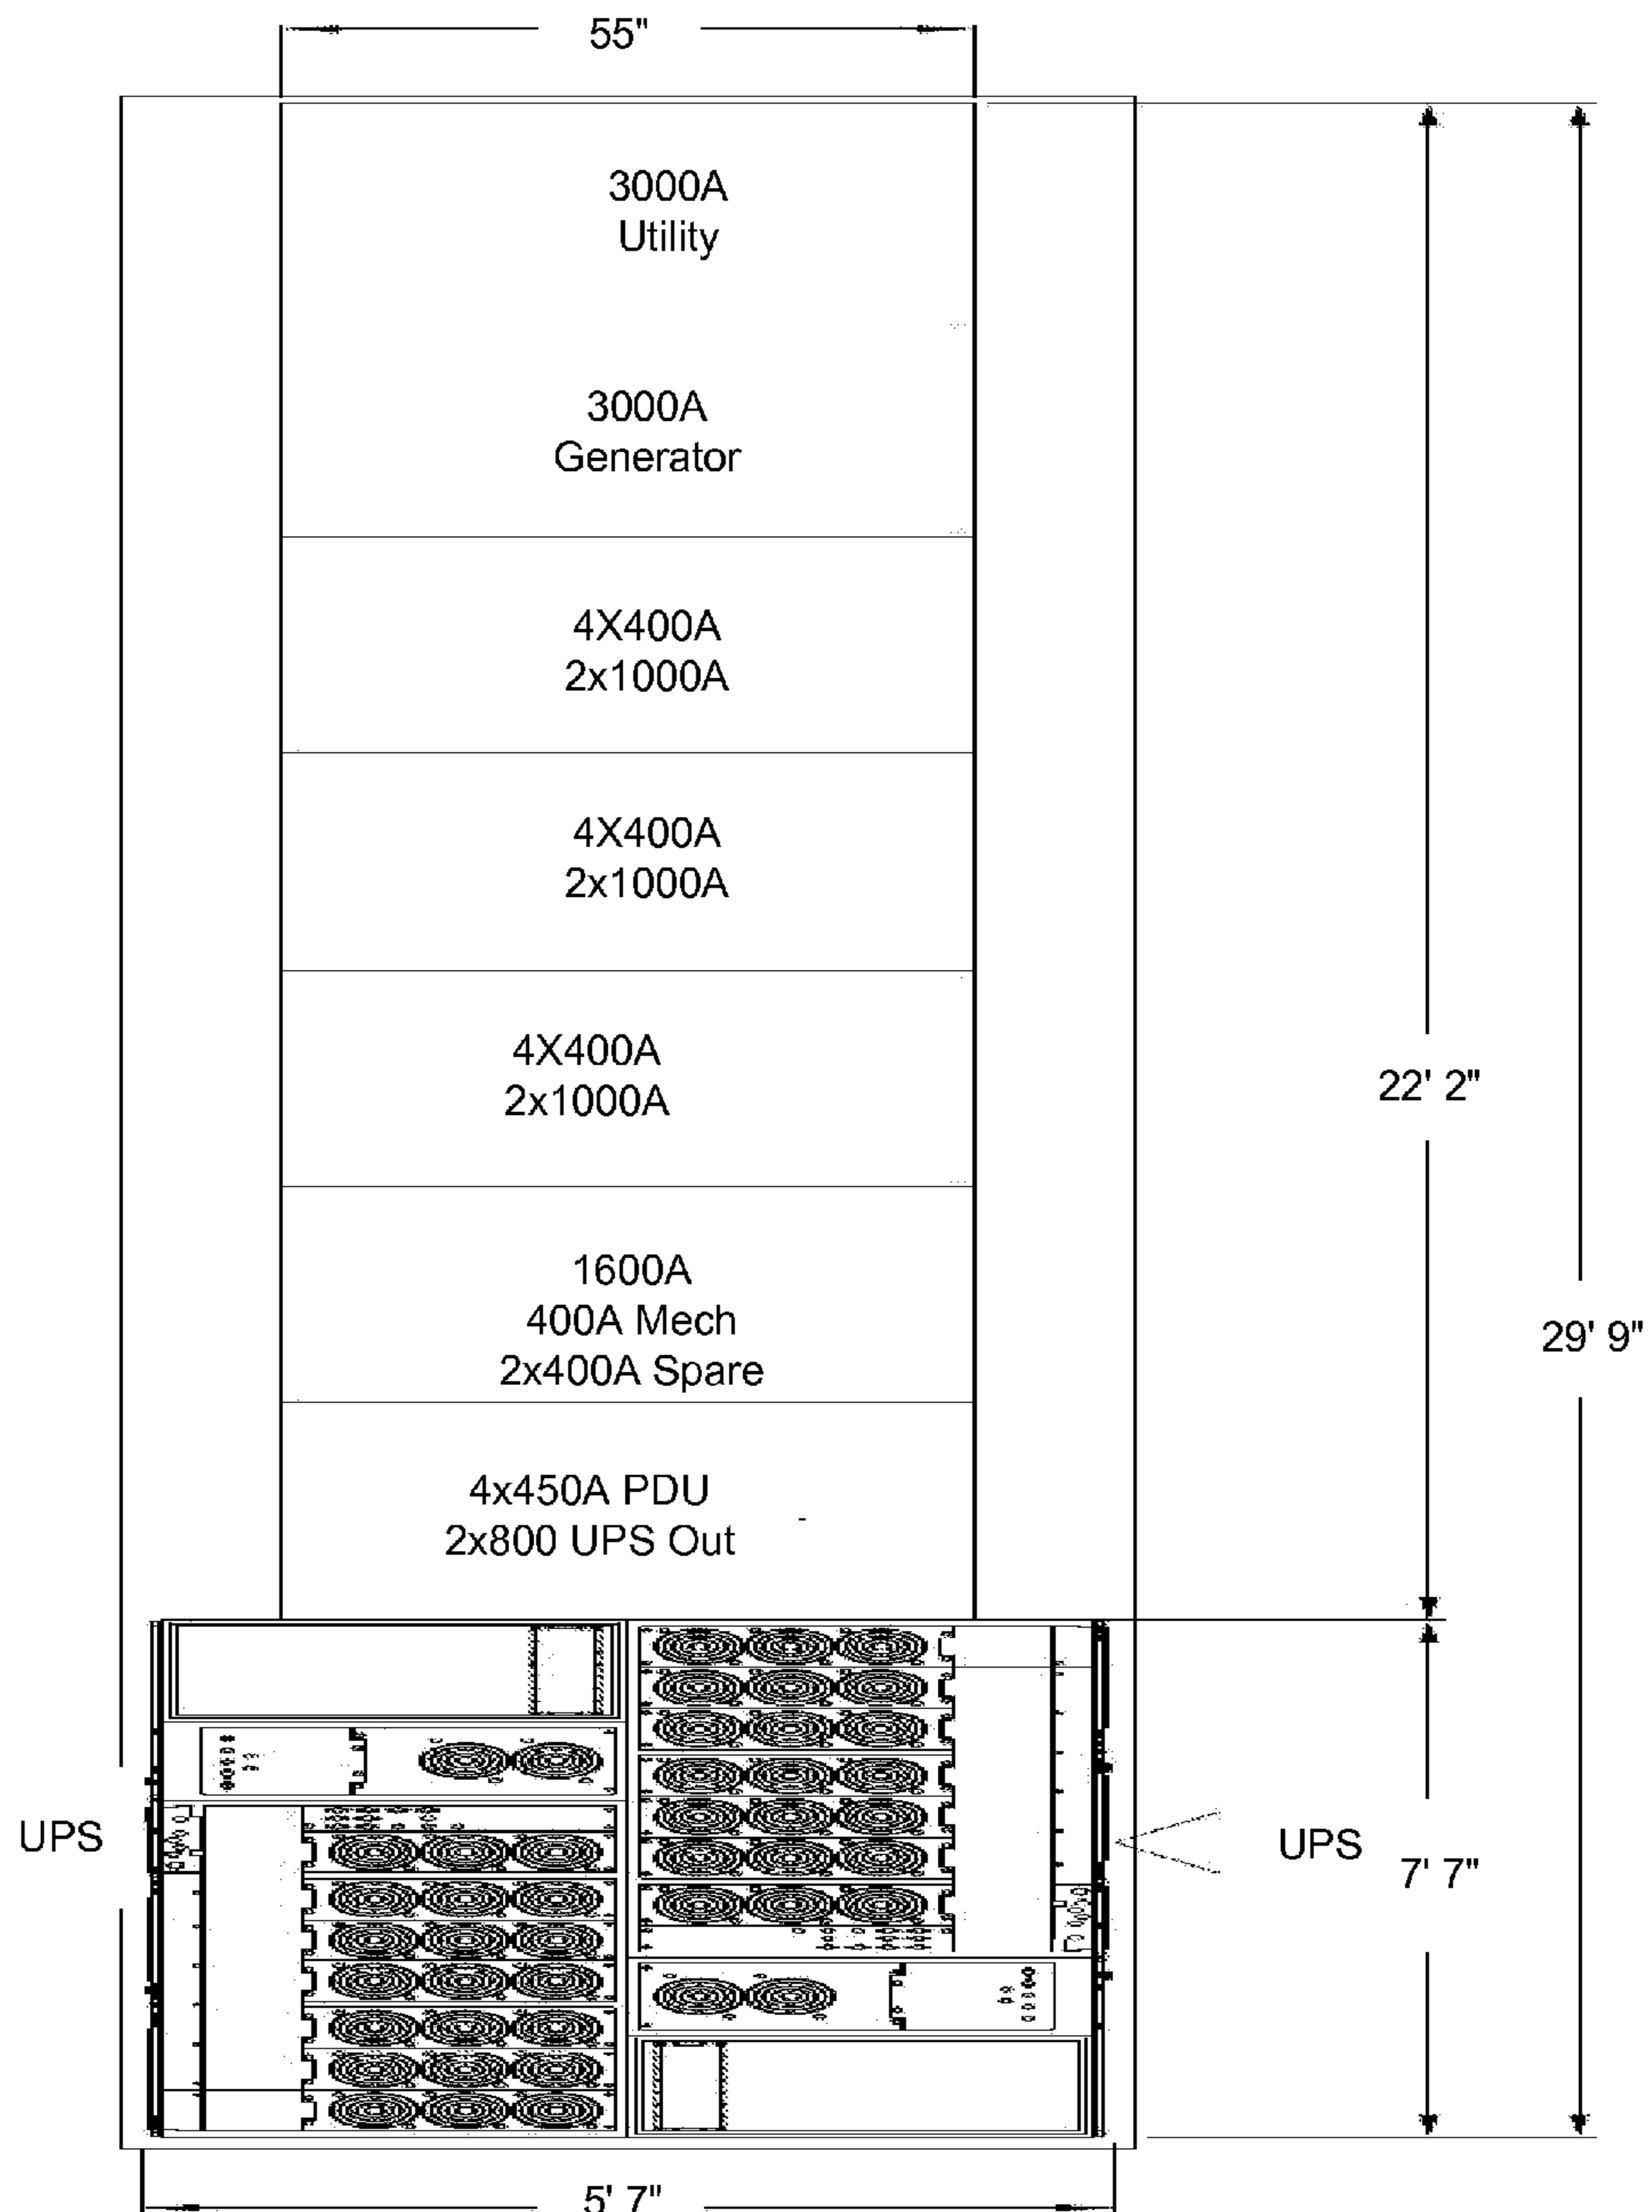 55"
3000A
Utility
3000A
Generator
4X400A
2x1000A
4X400A
2x1000A
4X400A
2x1000A
22' 2"
1600A
400A Mech
2x400A Spare
29' 9"
4x450A PDU
2x800 UPS Out
UPS
UPS
7' 7"
5' 7"